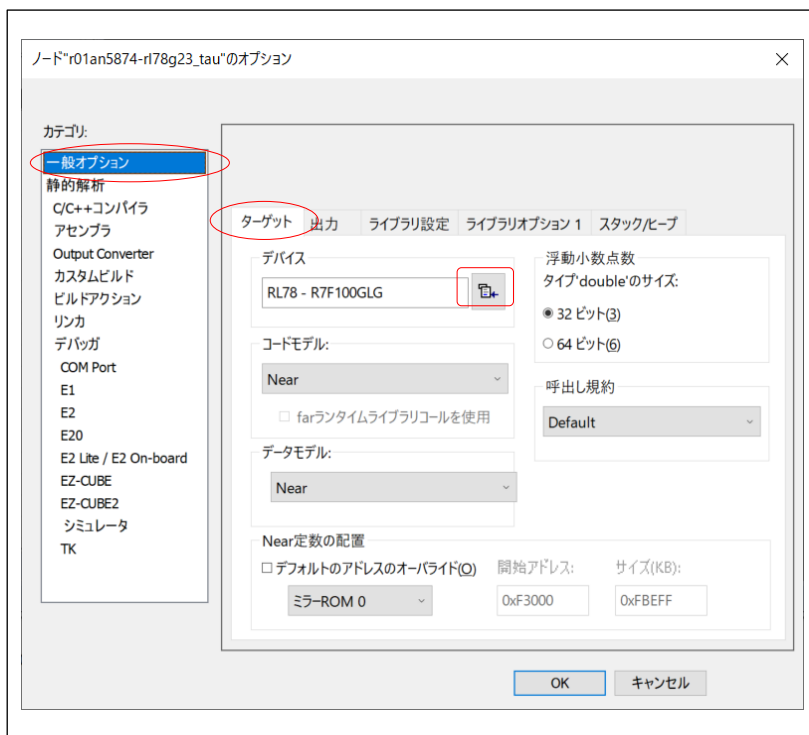 ノード"r01an5874-rl78g23_tau"のオプション
カテゴリ:
一般オプション
静的解析
C/C++コンパイラ
アセンブラ
Output Converter
カスタムビルド
ビルドアクション
リンカ
デバッガ
COM Port
E1
E2
E20
E2 Lite / E2 On-board
EZ-CUBE
EZ-CUBE2
シミュレータ
TK
ターゲット 出力 ライブラリ設定 ライブラリオプション 1 スタック/ヒープ
デバイス
RL78 - R7F100GLG
コードモデル:
Near
farランタイムライブラリコールを使用
データモデル:
Near
浮動小数点数
タイプ'double'のサイズ:
32 ビット(3)
64 ビット(6)
呼出し規約
Default
Near定数の配置
デフォルトのアドレスのオーバライド(O) 開始アドレス: サイズ(KB):
ミラーROM 0 0xF3000 0xFBEFF
OK キャンセル